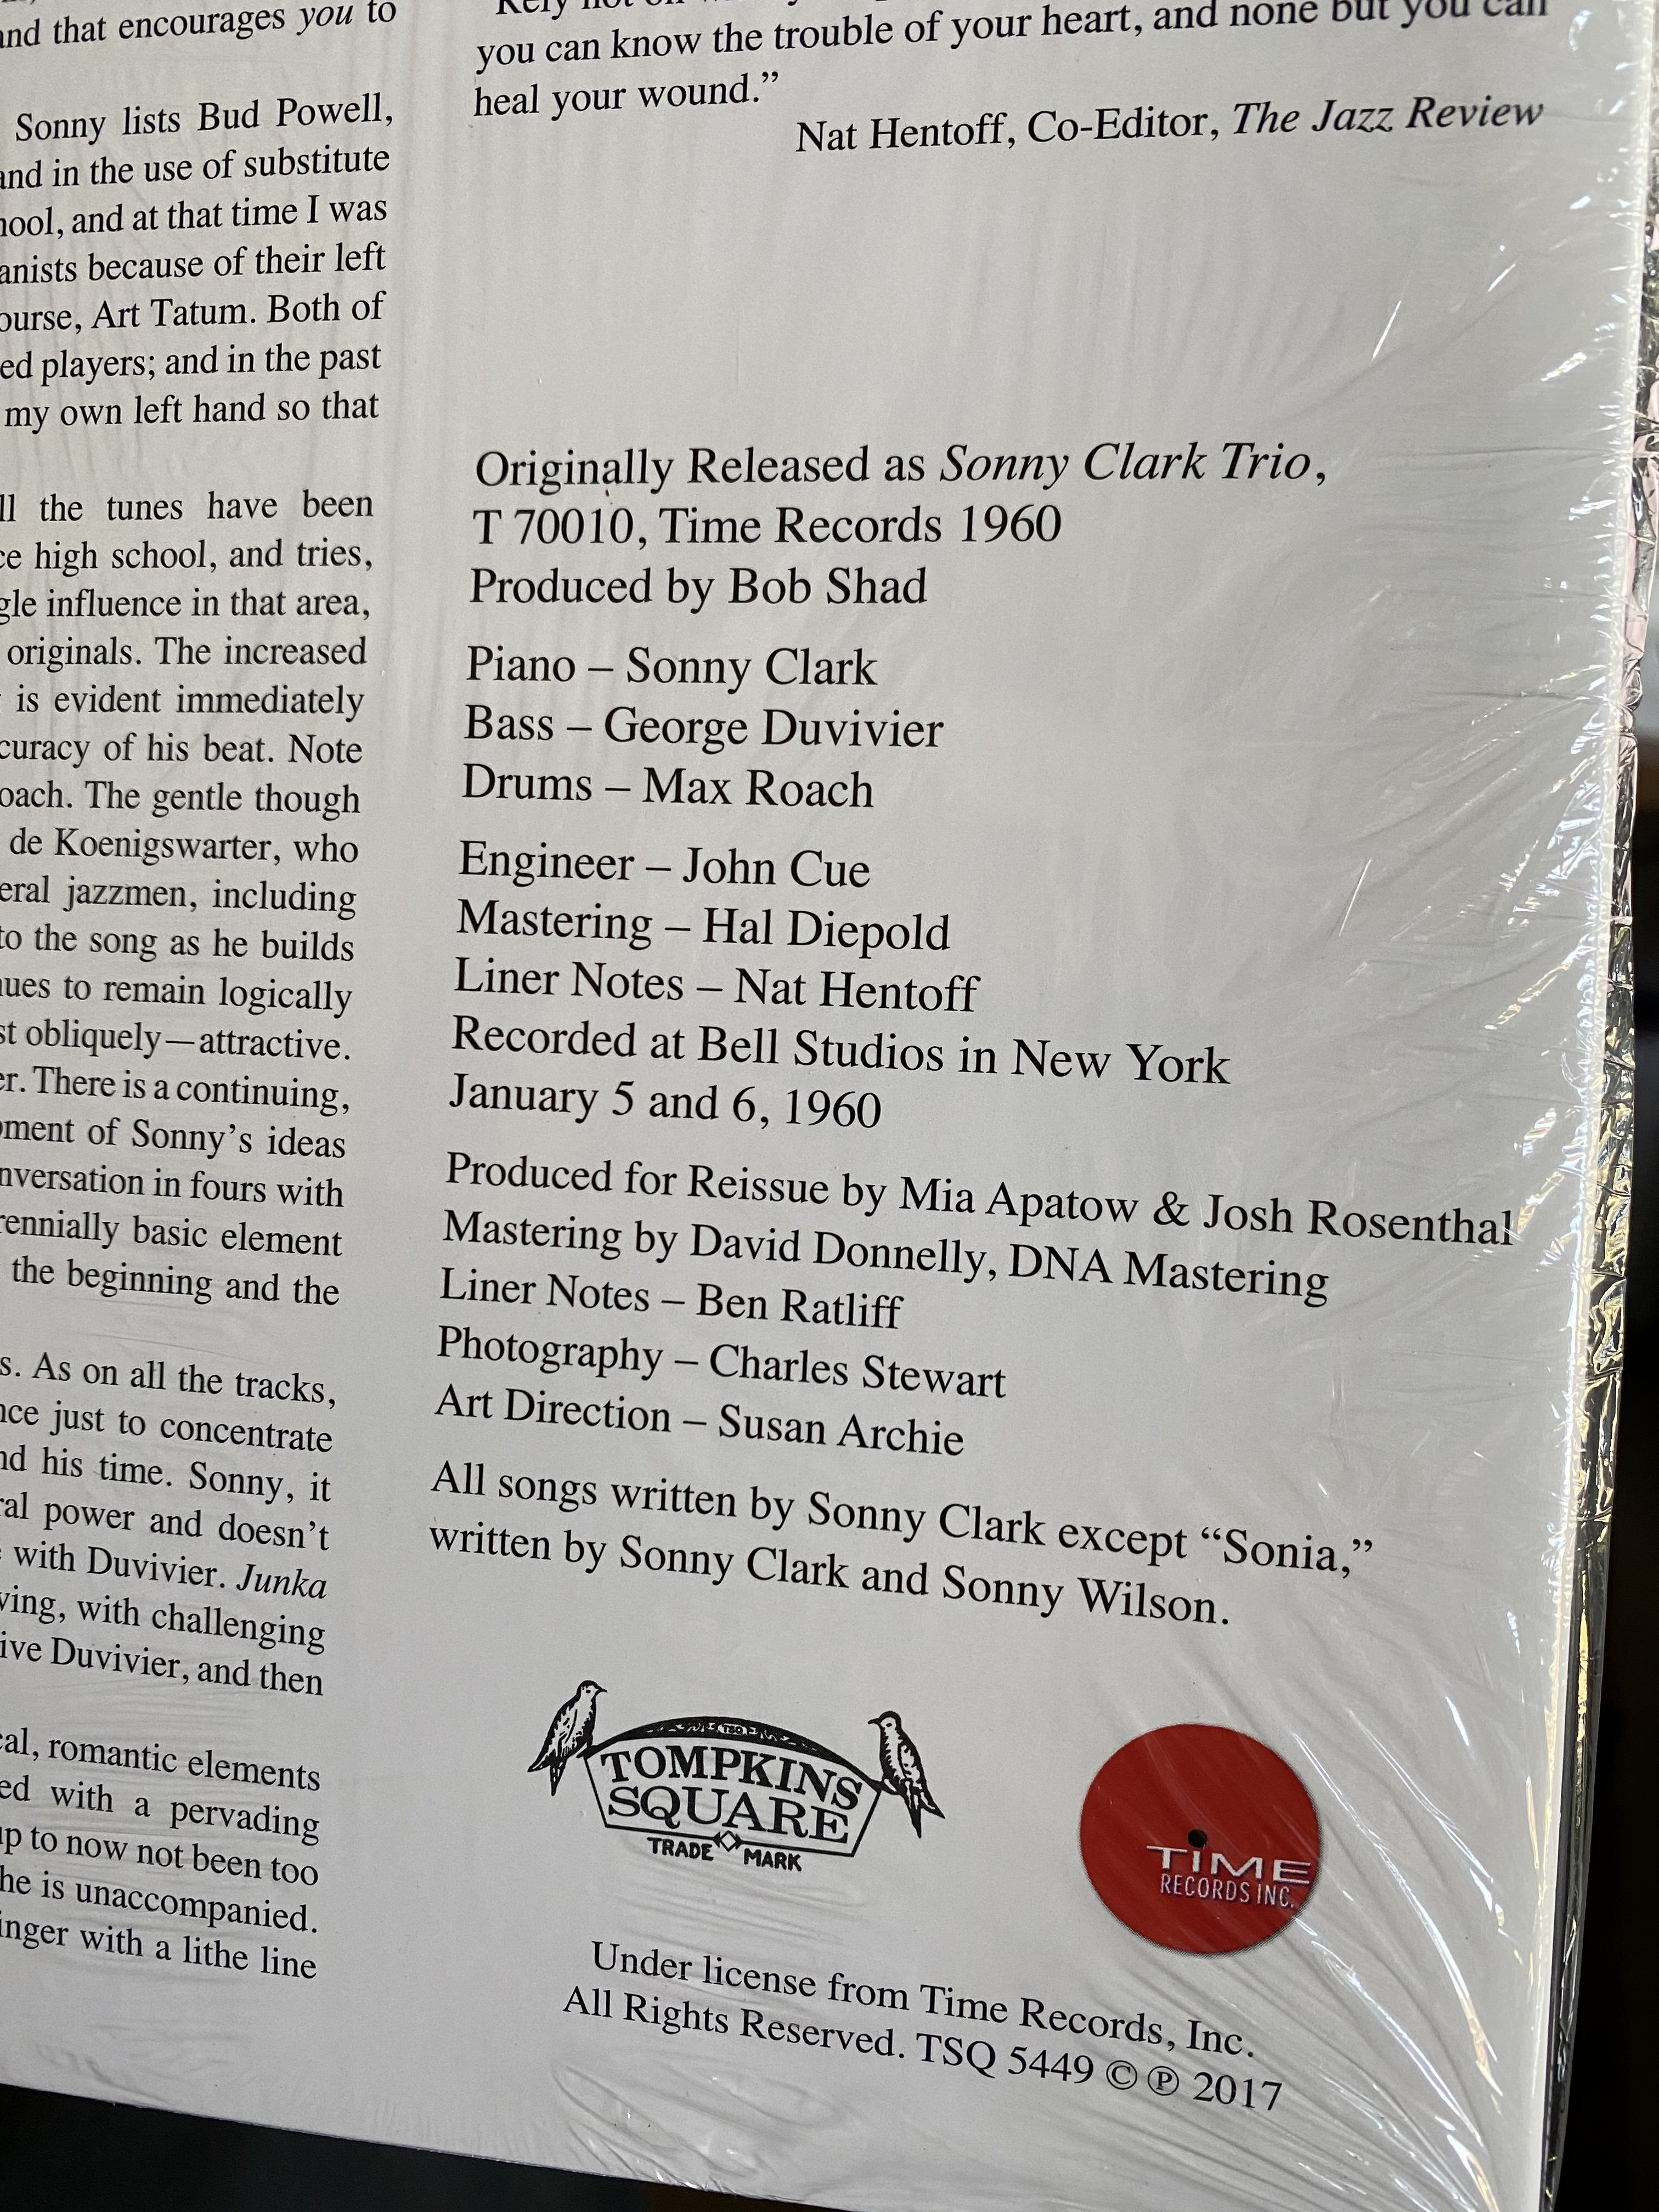 and that encourages you to
Sonny lists Bud Powell,
and in the use of substitute
hool, and at that time I was
anists because of their left
ourse, Art Tatum. Both of
ed players; and in the past
my own left hand so that
ll the tunes have been
ce high school, and tries,
gle influence in that area,
originals. The increased
is evident immediately
curacy of his beat. Note
oach. The gentle though
de Koenigswarter, who
eral jazzmen, including
to the song as he builds
nues to remain logically
st obliquely—attractive.
er. There is a continuing,
pment of Sonny's ideas
nversation in fours with
rennially basic element
the beginning and the
s. As on all the tracks,
nce just to concentrate
nd his time. Sonny, it
ral power and doesn't
with Duvivier. Junka
ving, with challenging
ive Duvivier, and then
cal, romantic elements
ed with a pervading
up to now not been too
he is unaccompanied.
inger with a lithe line
you can know the trouble of your heart, and none but you can
heal your wound.”
Nat Hentoff, Co-Editor, The Jazz Review
Originally Released as Sonny Clark Trio,
T 70010, Time Records 1960
Produced by Bob Shad
Piano – Sonny Clark
Bass – George Duvivier
Drums – Max Roach
Engineer – John Cue
Mastering – Hal Diepold
Liner Notes – Nat Hentoff
Recorded at Bell Studios in New York
January 5 and 6, 1960
Produced for Reissue by Mia Apatow & Josh Rosenthal
Mastering by David Donnelly, DNA Mastering
Liner Notes – Ben Ratliff
Photography – Charles Stewart
Art Direction – Susan Archie
All songs written by Sonny Clark except “Sonia,”
written by Sonny Clark and Sonny Wilson.
TSQ
TOMPKINS
SQUARE
TRADE MARK
TIME
RECORDS INC.
Under license from Time Records, Inc.
All Rights Reserved. TSQ 5449 © ℗ 2017